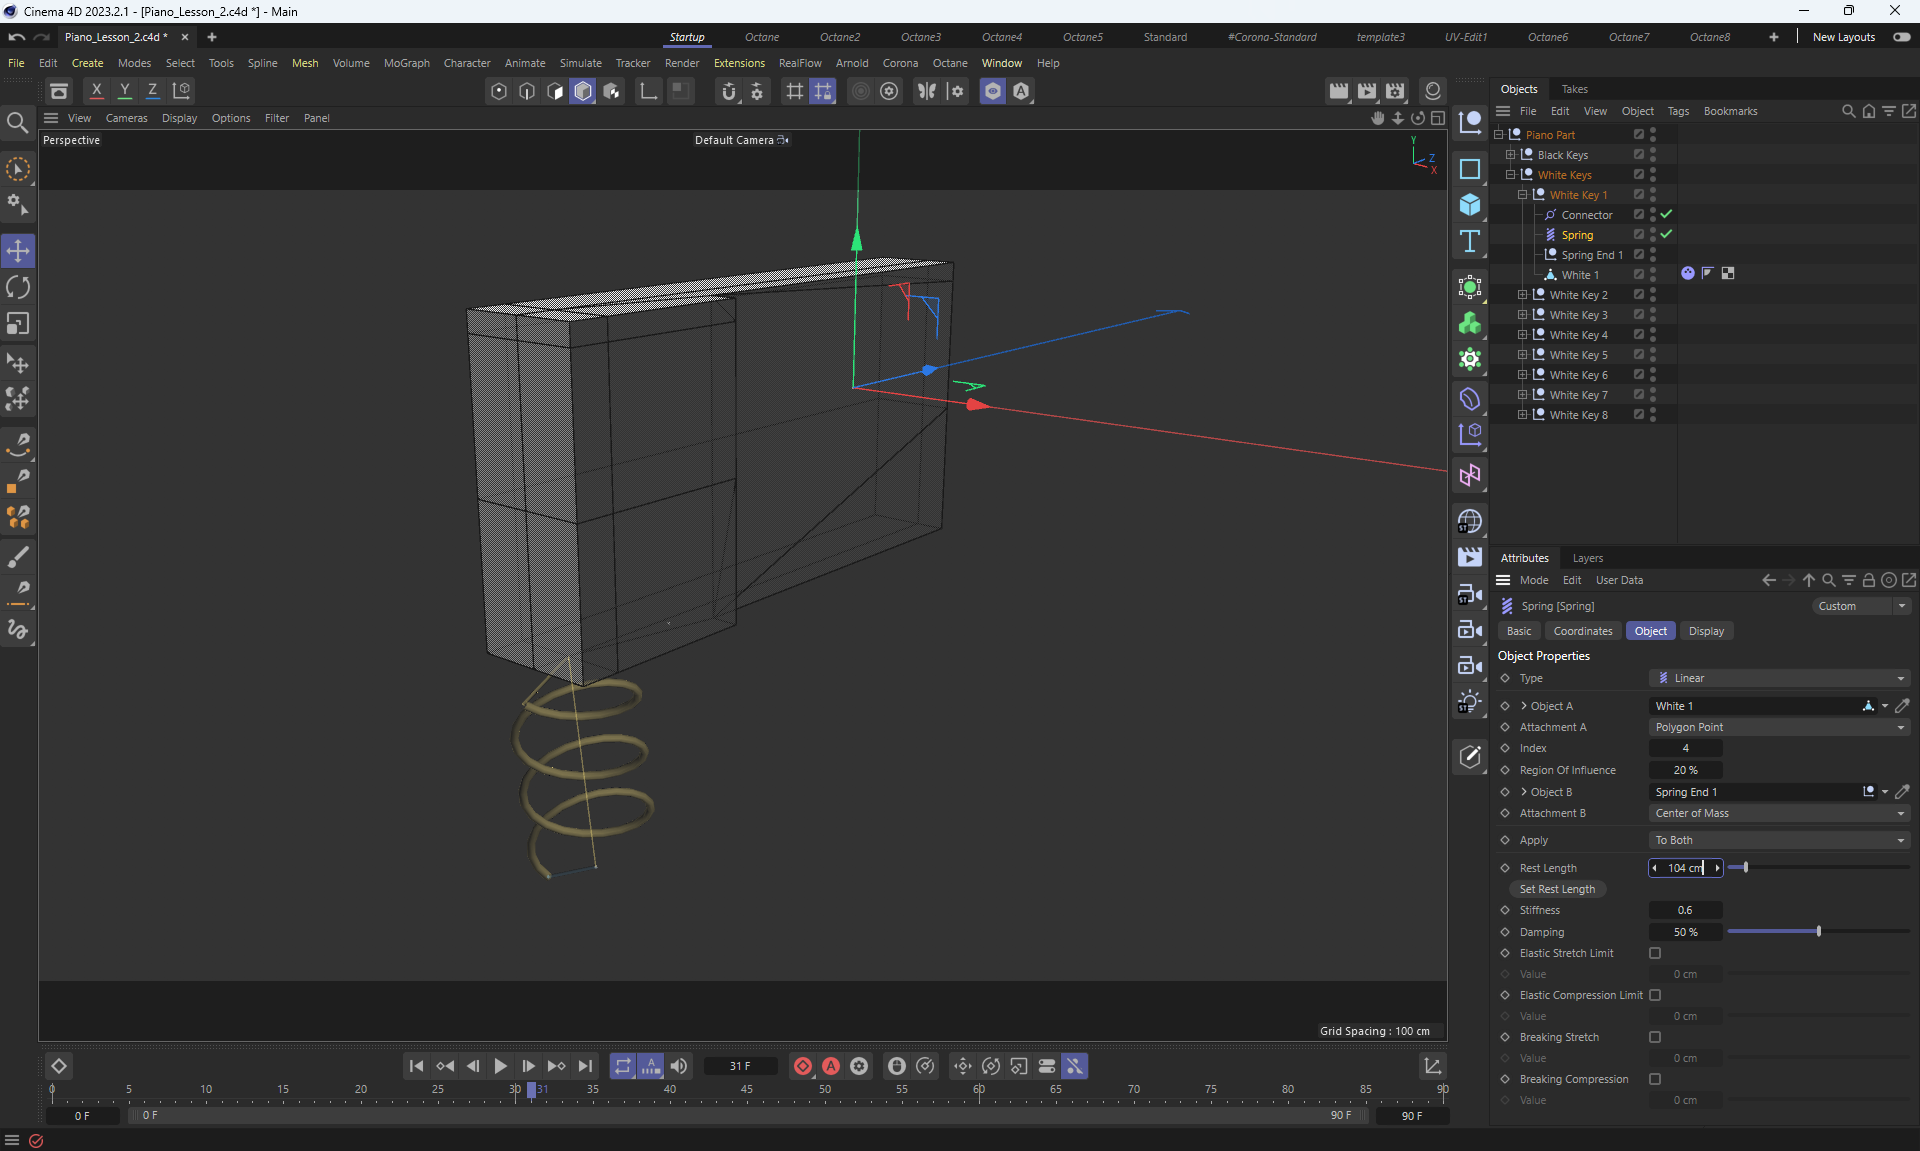 Cinema 4D 2023.2.1 - [Piano_Lesson_2.c4d *] - Main
Piano_Lesson_2.c4d *
Startup Octane Octane2 Octane3 Octane4 Octane5 Standard #Corona-Standard template3 UV-Edit1 Octane6 Octane7 Octane8 New Layouts
File Edit Create Modes Select Tools Spline Mesh Volume MoGraph Character Animate Simulate Tracker Render Extensions RealFlow Arnold Corona Octane Window Help
X Y Z
Objects Takes
View Cameras Display Options Filter Panel
File Edit View Object Tags Bookmarks
Perspective
Default Camera
Y
Z
X
Piano Part
Black Keys
White Keys
White Key 1
Connector
Spring
Spring End 1
White 1
White Key 2
White Key 3
White Key 4
White Key 5
White Key 6
White Key 7
White Key 8
Attributes Layers
Mode Edit User Data
Spring [Spring] Custom
Basic Coordinates Object Display
Object Properties
Type Linear
Object A White 1
Attachment A Polygon Point
Index 4
Region Of Influence 20 %
Object B Spring End 1
Attachment B Center of Mass
Apply To Both
Rest Length 104 cm
Set Rest Length
Stiffness 0.6
Damping 50 %
Elastic Stretch Limit
Value 0 cm
Elastic Compression Limit
Value 0 cm
Breaking Stretch
Value 0 cm
Breaking Compression
Value 0 cm
Grid Spacing : 100 cm
31 F
0 5 10 15 20 25 30 31 35 40 45 50 55 60 65 70 75 80 85 90
0 F 0 F 90 F 90 F